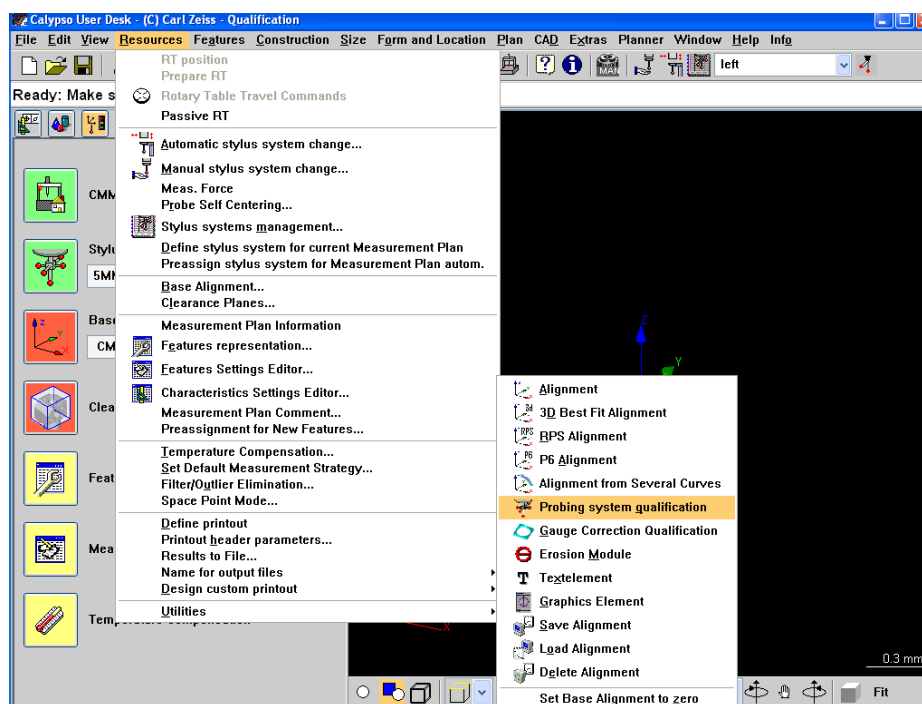 Calypso User Desk - (C) Carl Zeiss - Qualification
File Edit View Resources Features Construction Size Form and Location Plan CAD Extras Planner Window Help Info
left
Ready: Make s
RT position
Prepare RT
Rotary Table Travel Commands
Passive RT
Automatic stylus system change...
Manual stylus system change...
Meas. Force
Probe Self Centering...
Stylus systems management...
Define stylus system for current Measurement Plan
Preassign stylus system for Measurement Plan autom.
Base Alignment...
Clearance Planes...
Measurement Plan Information
Features representation...
Features Settings Editor...
Characteristics Settings Editor...
Measurement Plan Comment...
Preassignment for New Features...
Temperature Compensation...
Set Default Measurement Strategy...
Filter/Outlier Elimination...
Space Point Mode...
Define printout
Printout header parameters...
Results to File...
Name for output files
Design custom printout
Utilities
CMM
Stylu
5MM
Base
CM
Clea
Feat
Mea
Z
Y
X
Alignment
3D Best Fit Alignment
RPS Alignment
P6 Alignment
Alignment from Several Curves
Probing system qualification
Gauge Correction Qualification
Erosion Module
Textelement
Graphics Element
Save Alignment
Load Alignment
Delete Alignment
Set Base Alignment to zero
0.3 mm
Fit